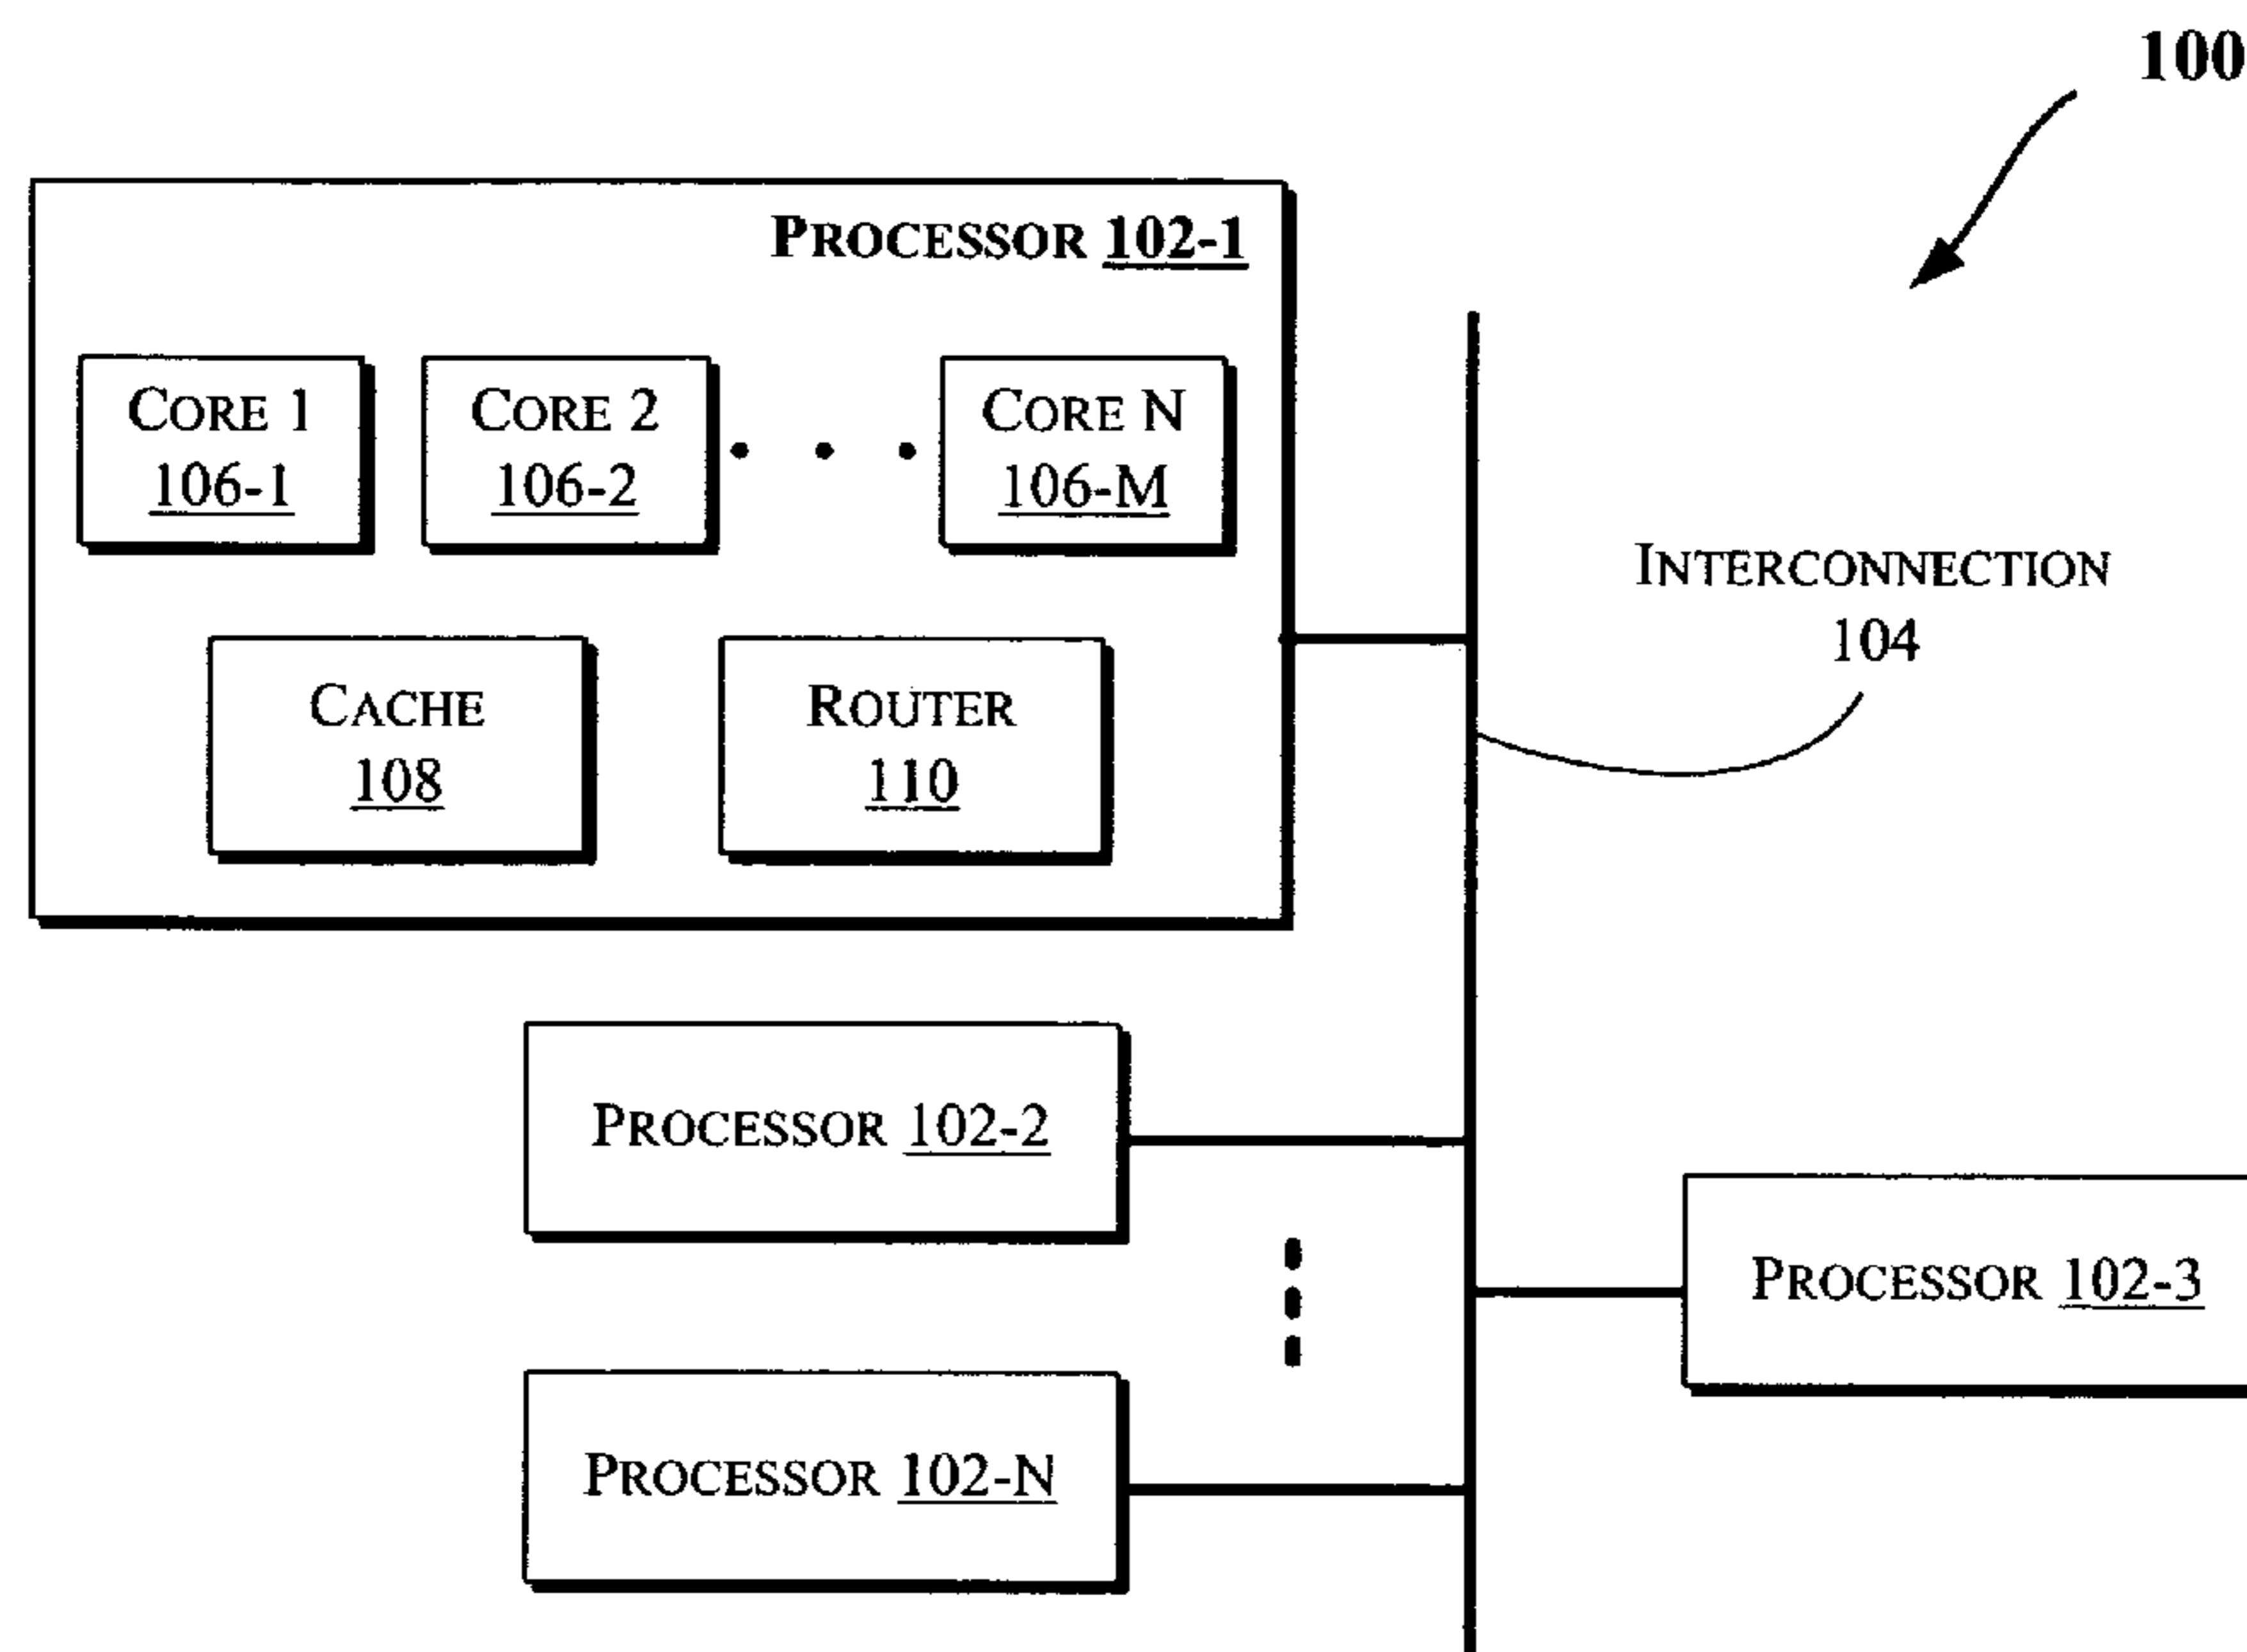 100
PROCESSOR 102-1
CORE 1
106-1
CORE 2
106-2
CORE N
106-M
INTERCONNECTION
104
CACHE
108
ROUTER
110
PROCESSOR 102-2
PROCESSOR 102-3
PROCESSOR 102-N